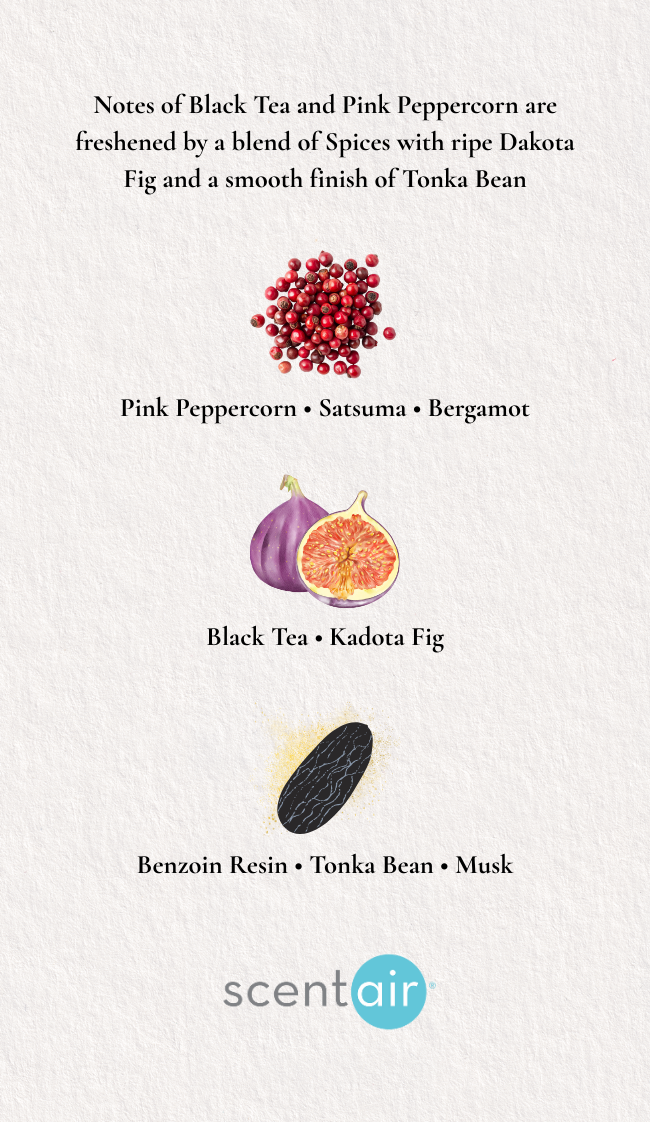 Notes of Black Tea and Pink Peppercorn are
freshened by a blend of Spices with ripe Dakota
Fig and a smooth finish of Tonka Bean
Pink Peppercorn • Satsuma • Bergamot
Black Tea • Kadota Fig
Benzoin Resin • Tonka Bean • Musk
scentair®